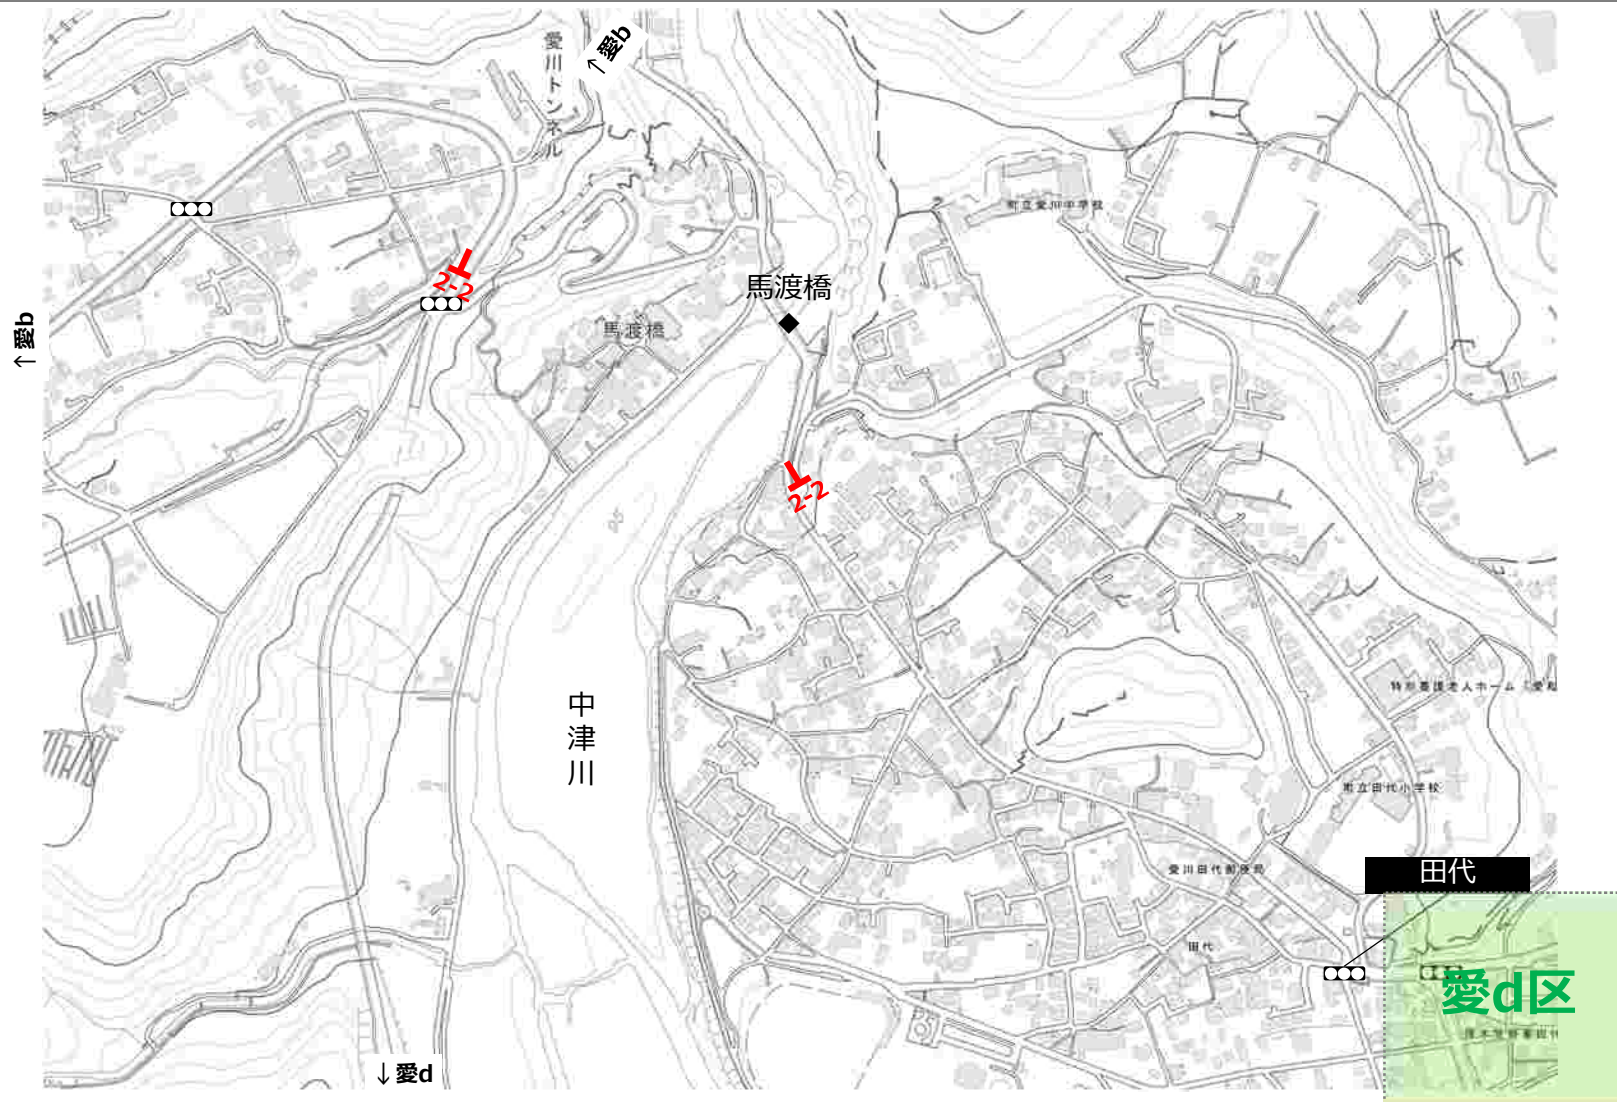 愛川トンネル
↑愛b
町立愛川中学校
馬渡橋
2-2
↑愛b
馬渡橋
2-2
特別養護老人ホーム「愛和
中津川
町立田代小学校
愛川田代郵便局
田代
田代
愛d区
↓愛d